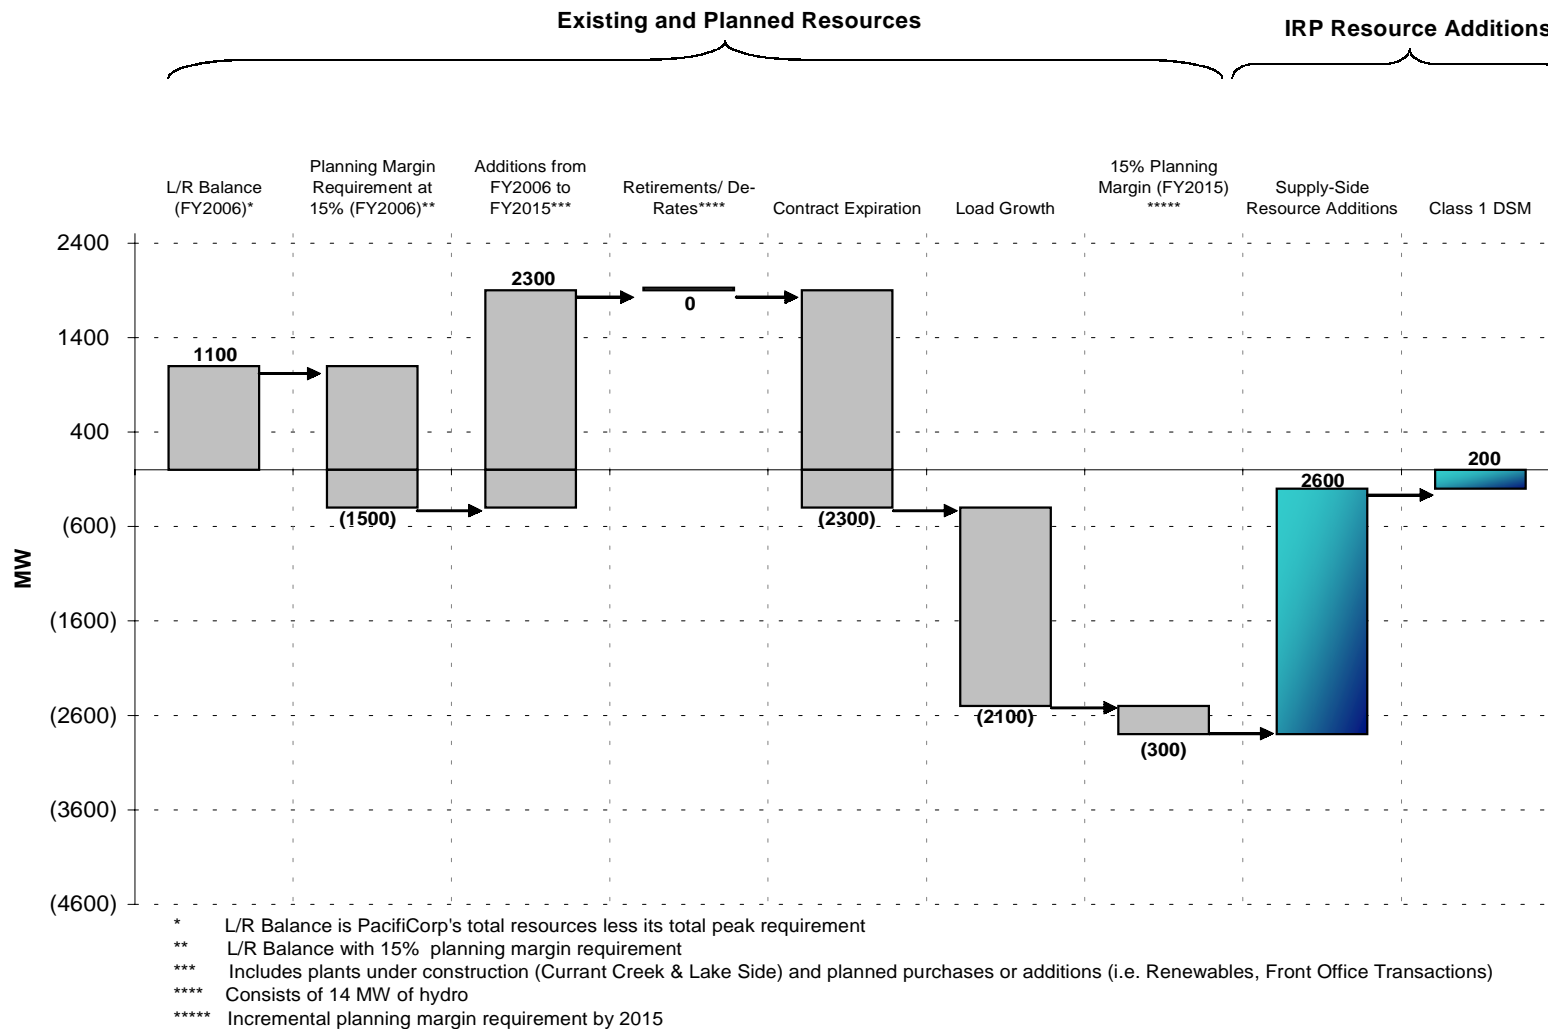 Existing and Planned Resources
IRP Resource Additions
L/R Balance
(FY2006)*
Planning Margin
Requirement at
15% (FY2006)**
Additions from
FY2006 to
FY2015***
Retirements/ De-
Rates****
Contract Expiration
Load Growth
15% Planning
Margin (FY2015)
*****
Supply-Side
Resource Additions
Class 1 DSM
2400
1400
400
(600)
(1600)
(2600)
(3600)
(4600)
MW
1100
(1500)
2300
0
(2300)
(2100)
(300)
2600
200
* L/R Balance is PacifiCorp's total resources less its total peak requirement
** L/R Balance with 15% planning margin requirement
*** Includes plants under construction (Currant Creek & Lake Side) and planned purchases or additions (i.e. Renewables, Front Office Transactions)
**** Consists of 14 MW of hydro
***** Incremental planning margin requirement by 2015